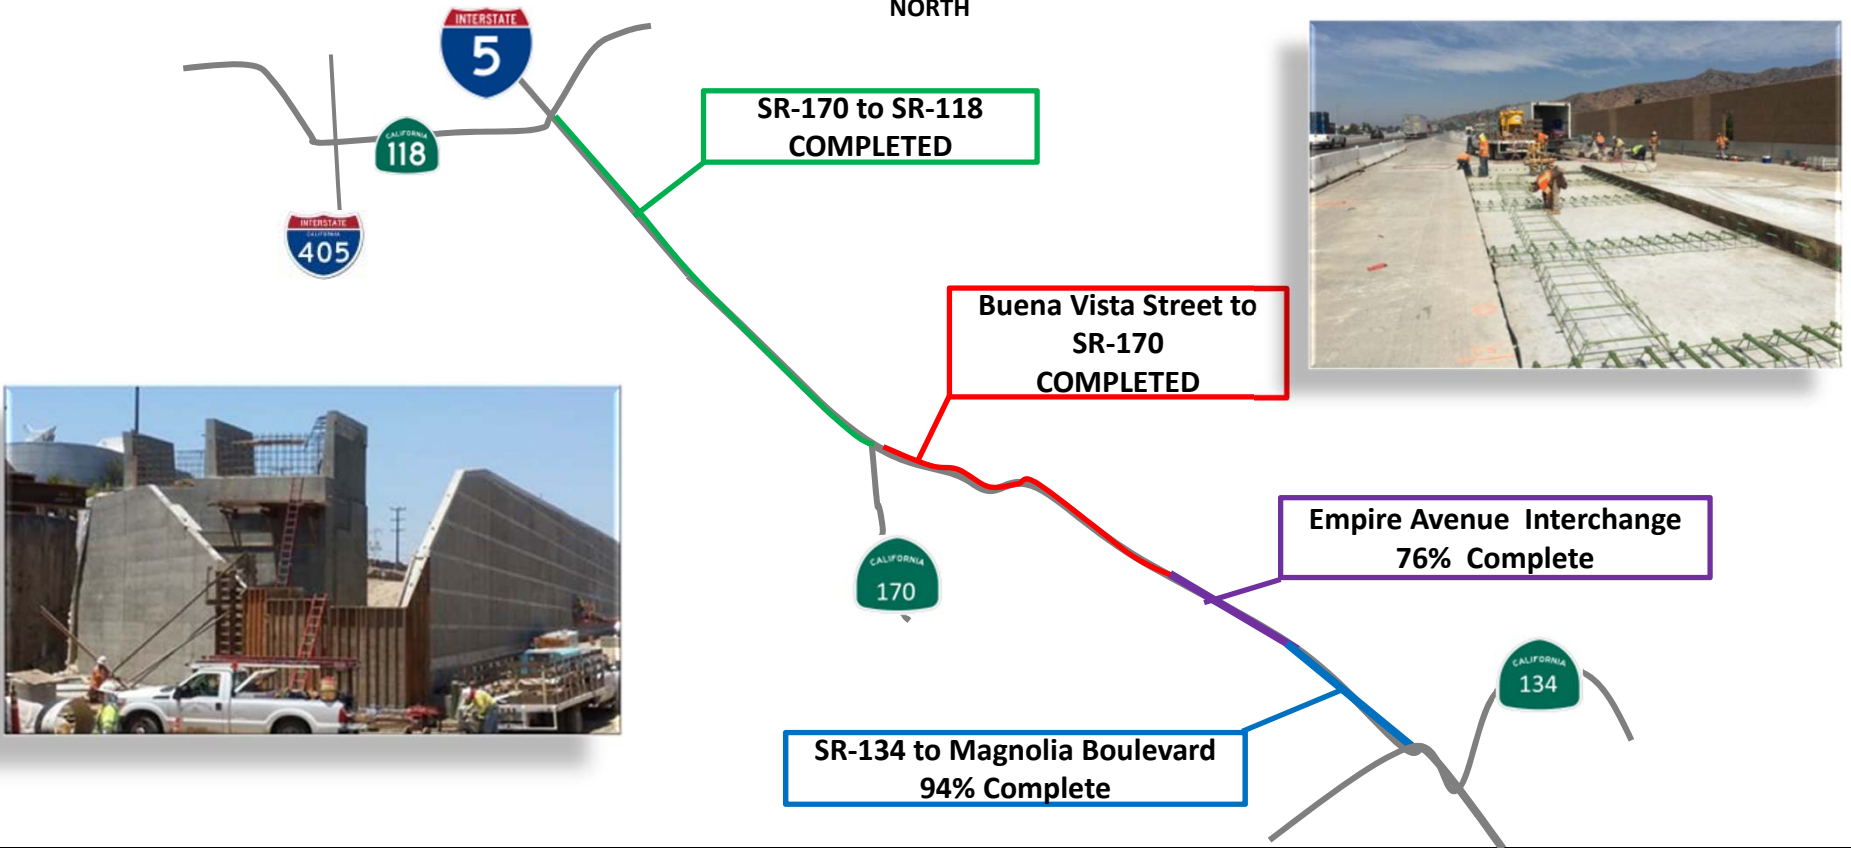 NORTH
INTERSTATE
5
SR-170 to SR-118
COMPLETED
CALIFORNIA
118
INTERSTATE
CALIFORNIA
405
Buena Vista Street to
SR-170
COMPLETED
Empire Avenue  Interchange
76%  Complete
CALIFORNIA
170
CALIFORNIA
134
SR-134 to Magnolia Boulevard
94% Complete